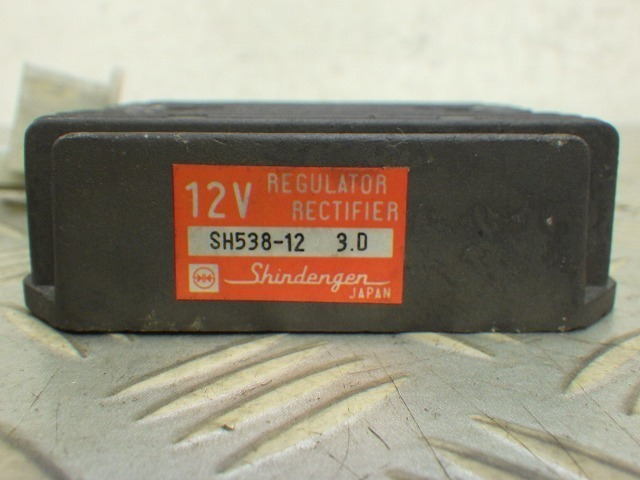 12V REGULATOR
RECTIFIER
SH538-12 3.D
Shindengen
JAPAN